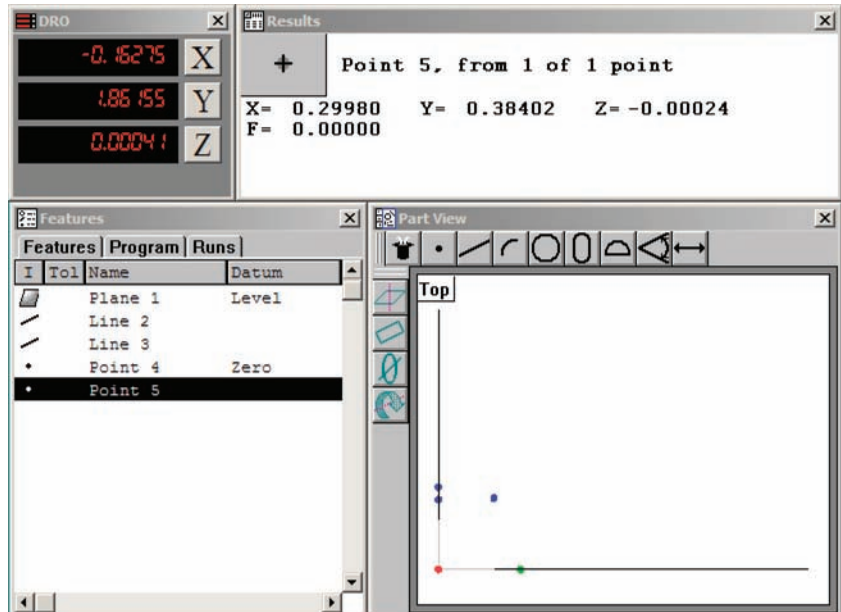 DRO
-0.16275 X
1.86155 Y
0.00041 Z
Results
Point 5, from 1 of 1 point
X= 0.29980 Y= 0.38402 Z= -0.00024
F= 0.00000
Features
Features Program Runs
I Tol Name Datum
Plane 1 Level
Line 2
Line 3
Point 4 Zero
Point 5
Part View
Top